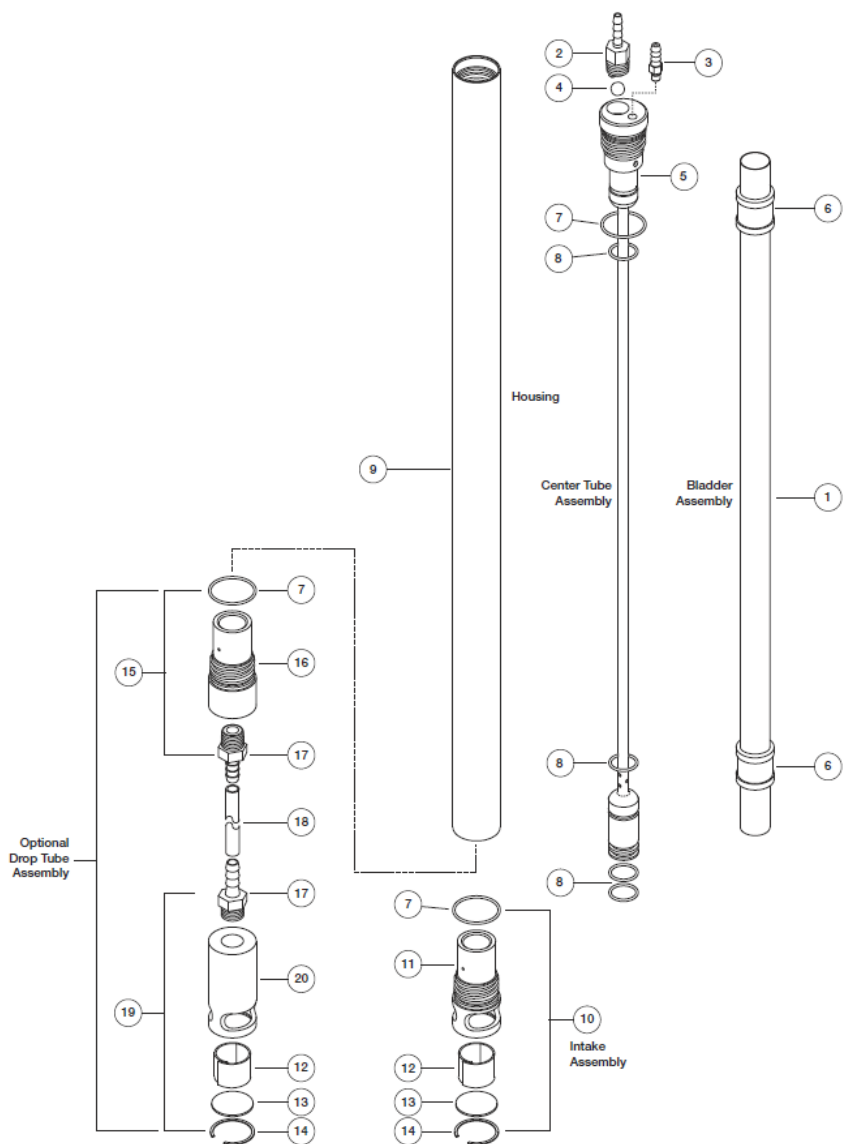 2
3
4
5
6
7
8
Housing
9
Center Tube
Assembly
Bladder
Assembly
1
7
15
16
17
8
6
18
Optional
Drop Tube
Assembly
17
8
7
20
11
19
10
Intake
Assembly
12
12
13
13
14
14